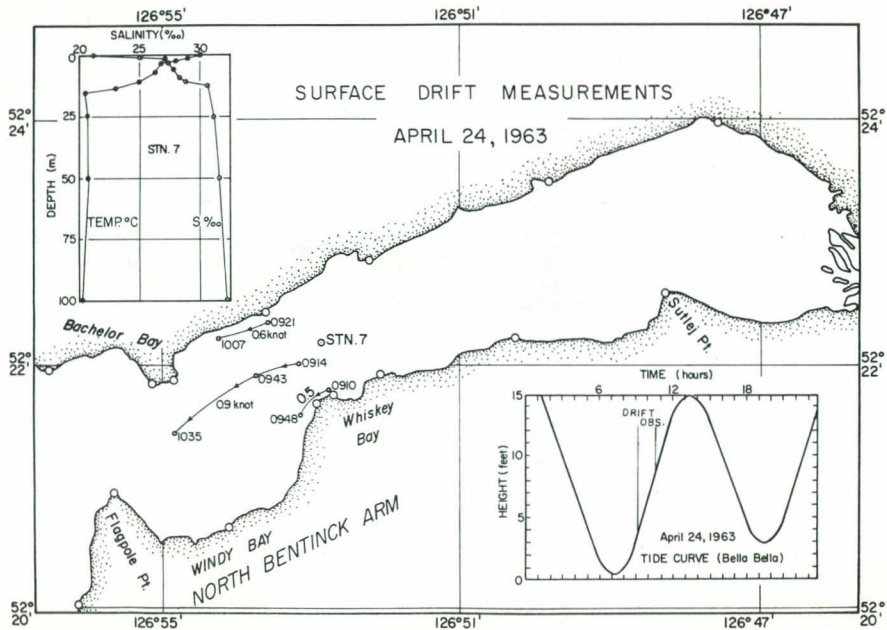 126°55'
126°51'
126°47'
SALINITY(‰)
20 25 30
0
25
50
75
100
DEPTH (m.)
STN. 7
TEMP.°C
S‰
SURFACE DRIFT MEASUREMENTS
APRIL 24, 1963
52°
24'
52°
24'
Bachelor Bay
0921
0.6 knot
1007
STN. 7
0914
0943
0.9 knot
1035
0.5
0910
0948
Whiskey
Bay
Sutlej Pt.
52°
22'
52°
22'
Flagpole Pt.
WINDY BAY
NORTH BENTINCK ARM
TIME (hours)
6 12 18
15
10
5
0
HEIGHT (feet)
DRIFT
OBS.
April 24, 1963
TIDE CURVE (Bella Bella)
52°
20'
52°
20'
126°55'
126°51'
126°47'